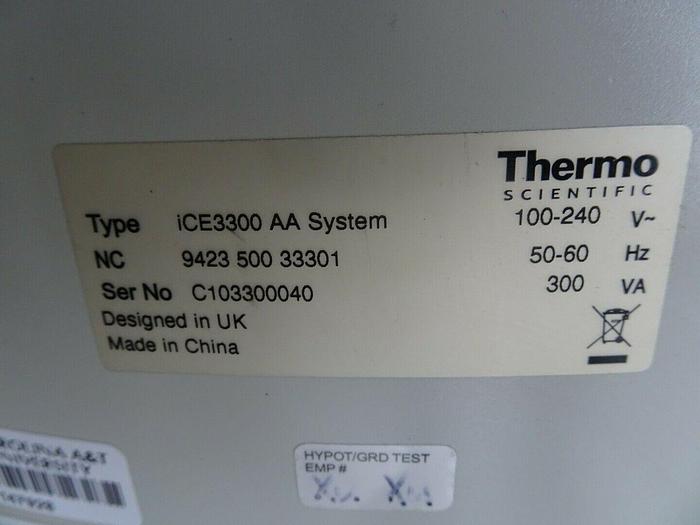 Thermo
SCIENTIFIC
Type iCE3300 AA System 100-240 V~
NC 9423 500 33301 50-60 Hz
Ser No C103300040 300 VA
Designed in UK
Made in China
A&T
HYPOT/GRD TEST
EMP #